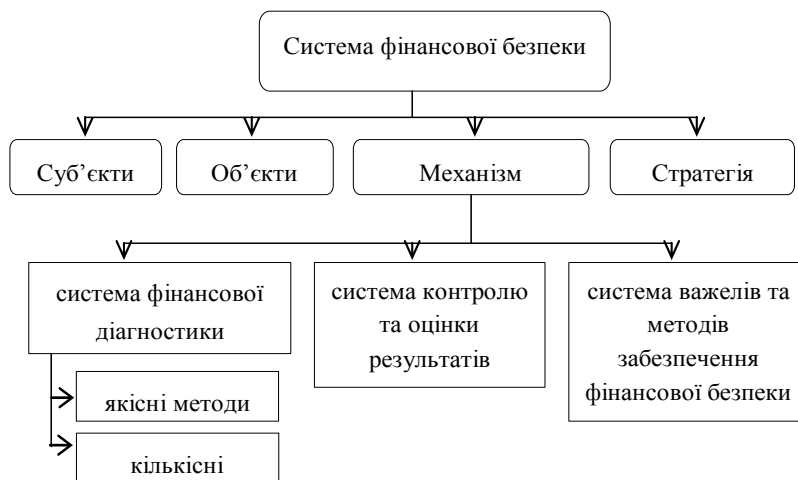 Система фінансової безпеки
Суб’єкти
Об’єкти
Механізм
Стратегія
система фінансової
діагностики
система контролю
та оцінки
результатів
система важелів та
методів
забезпечення
фінансової безпеки
якісні методи
кількісні